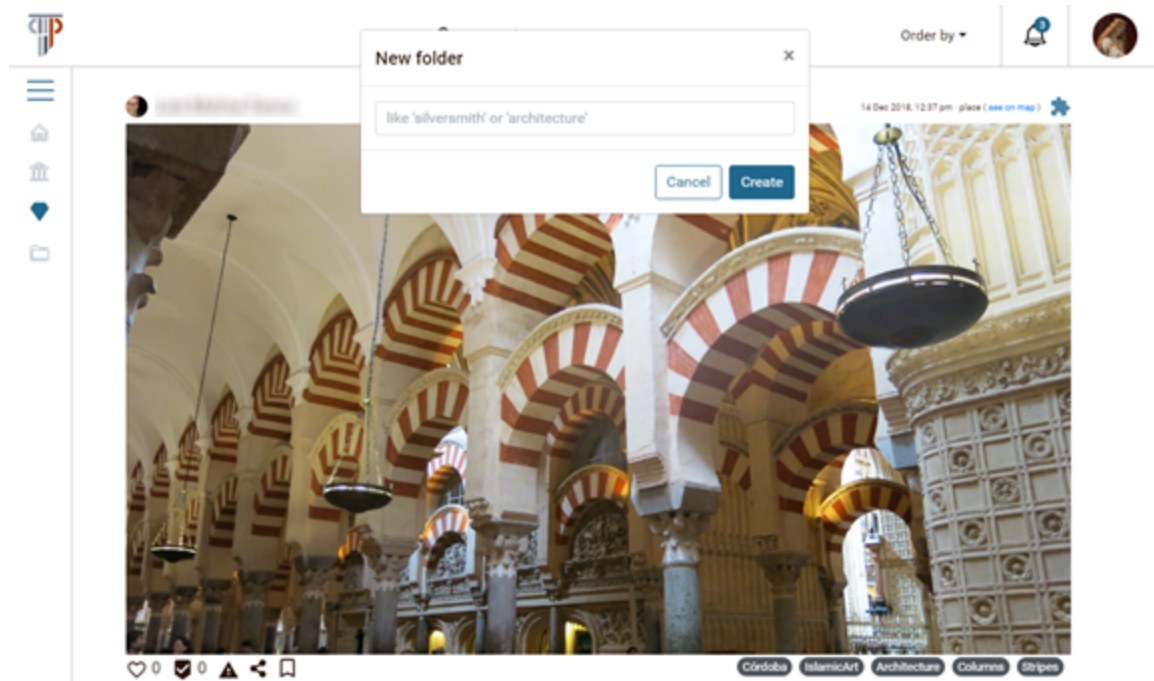 Order by
3
New folder
×
like 'silversmith' or 'architecture'
Cancel
Create
14 Dec 2018, 12:37 pm · place ( see on map )
0
0
Córdoba
IslamicArt
Architecture
Columns
Stripes